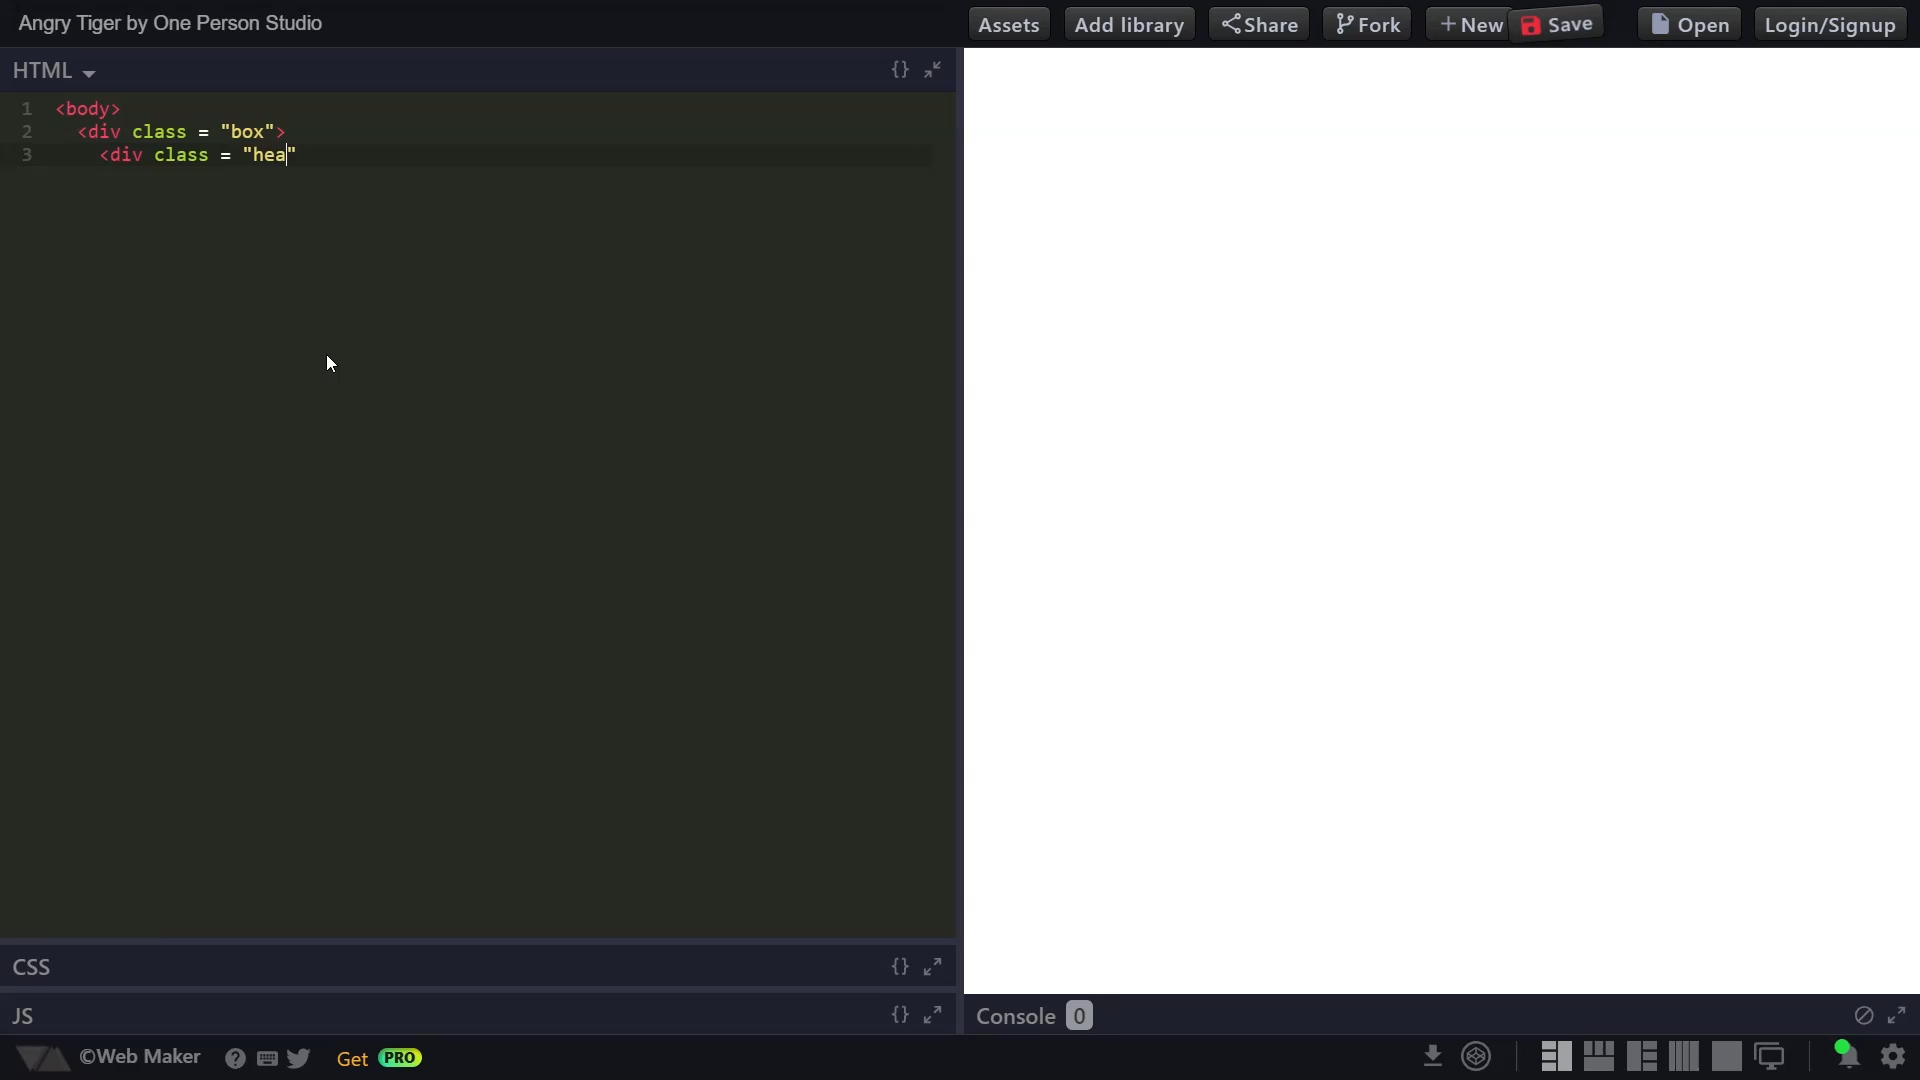 Angry Tiger by One Person Studio
Assets
Add library
Share
Fork
+ New
Save
Open
Login/Signup
HTML
{}
1 <body>
2   <div class = "box">
3     <div class = "hea"
CSS
{}
JS
{}
Console 0
©Web Maker
?
Get PRO